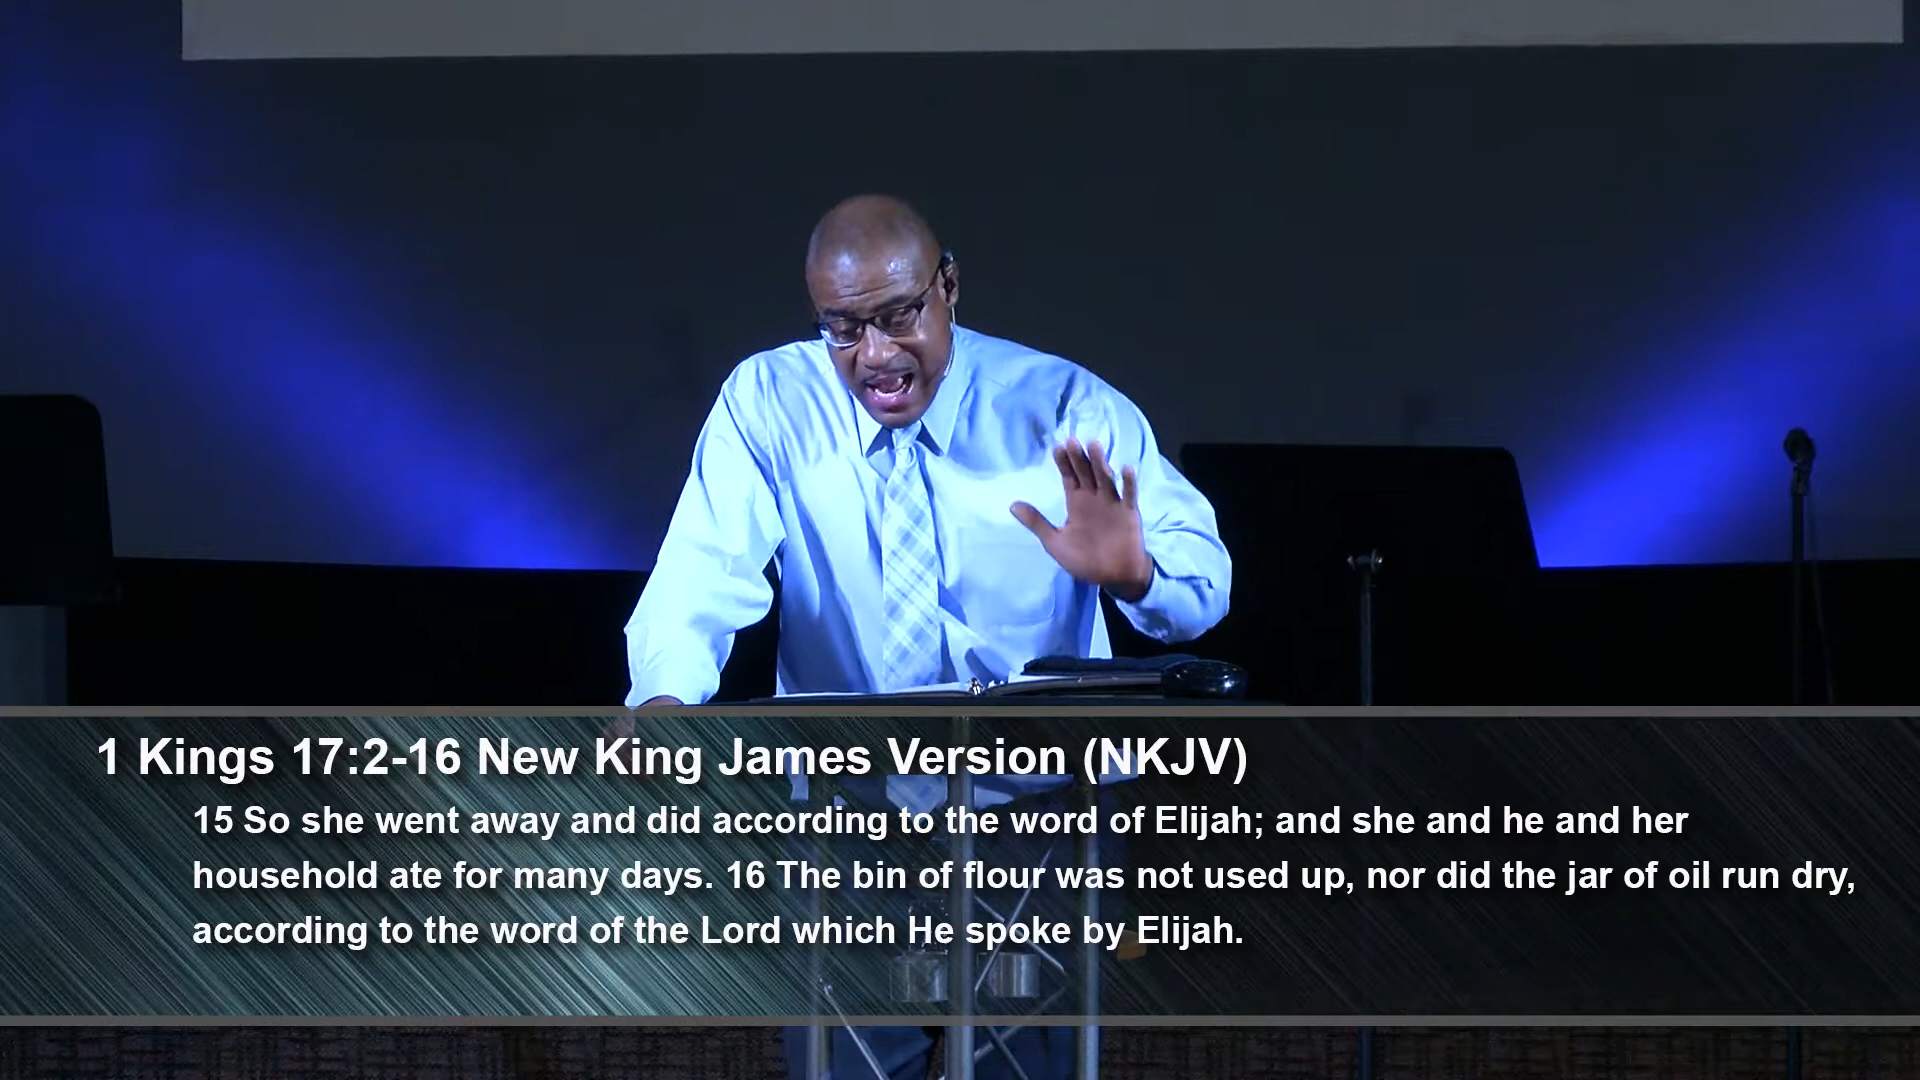 1 Kings 17:2-16 New King James Version (NKJV)
15 So she went away and did according to the word of Elijah; and she and he and her
household ate for many days. 16 The bin of flour was not used up, nor did the jar of oil run dry,
according to the word of the Lord which He spoke by Elijah.